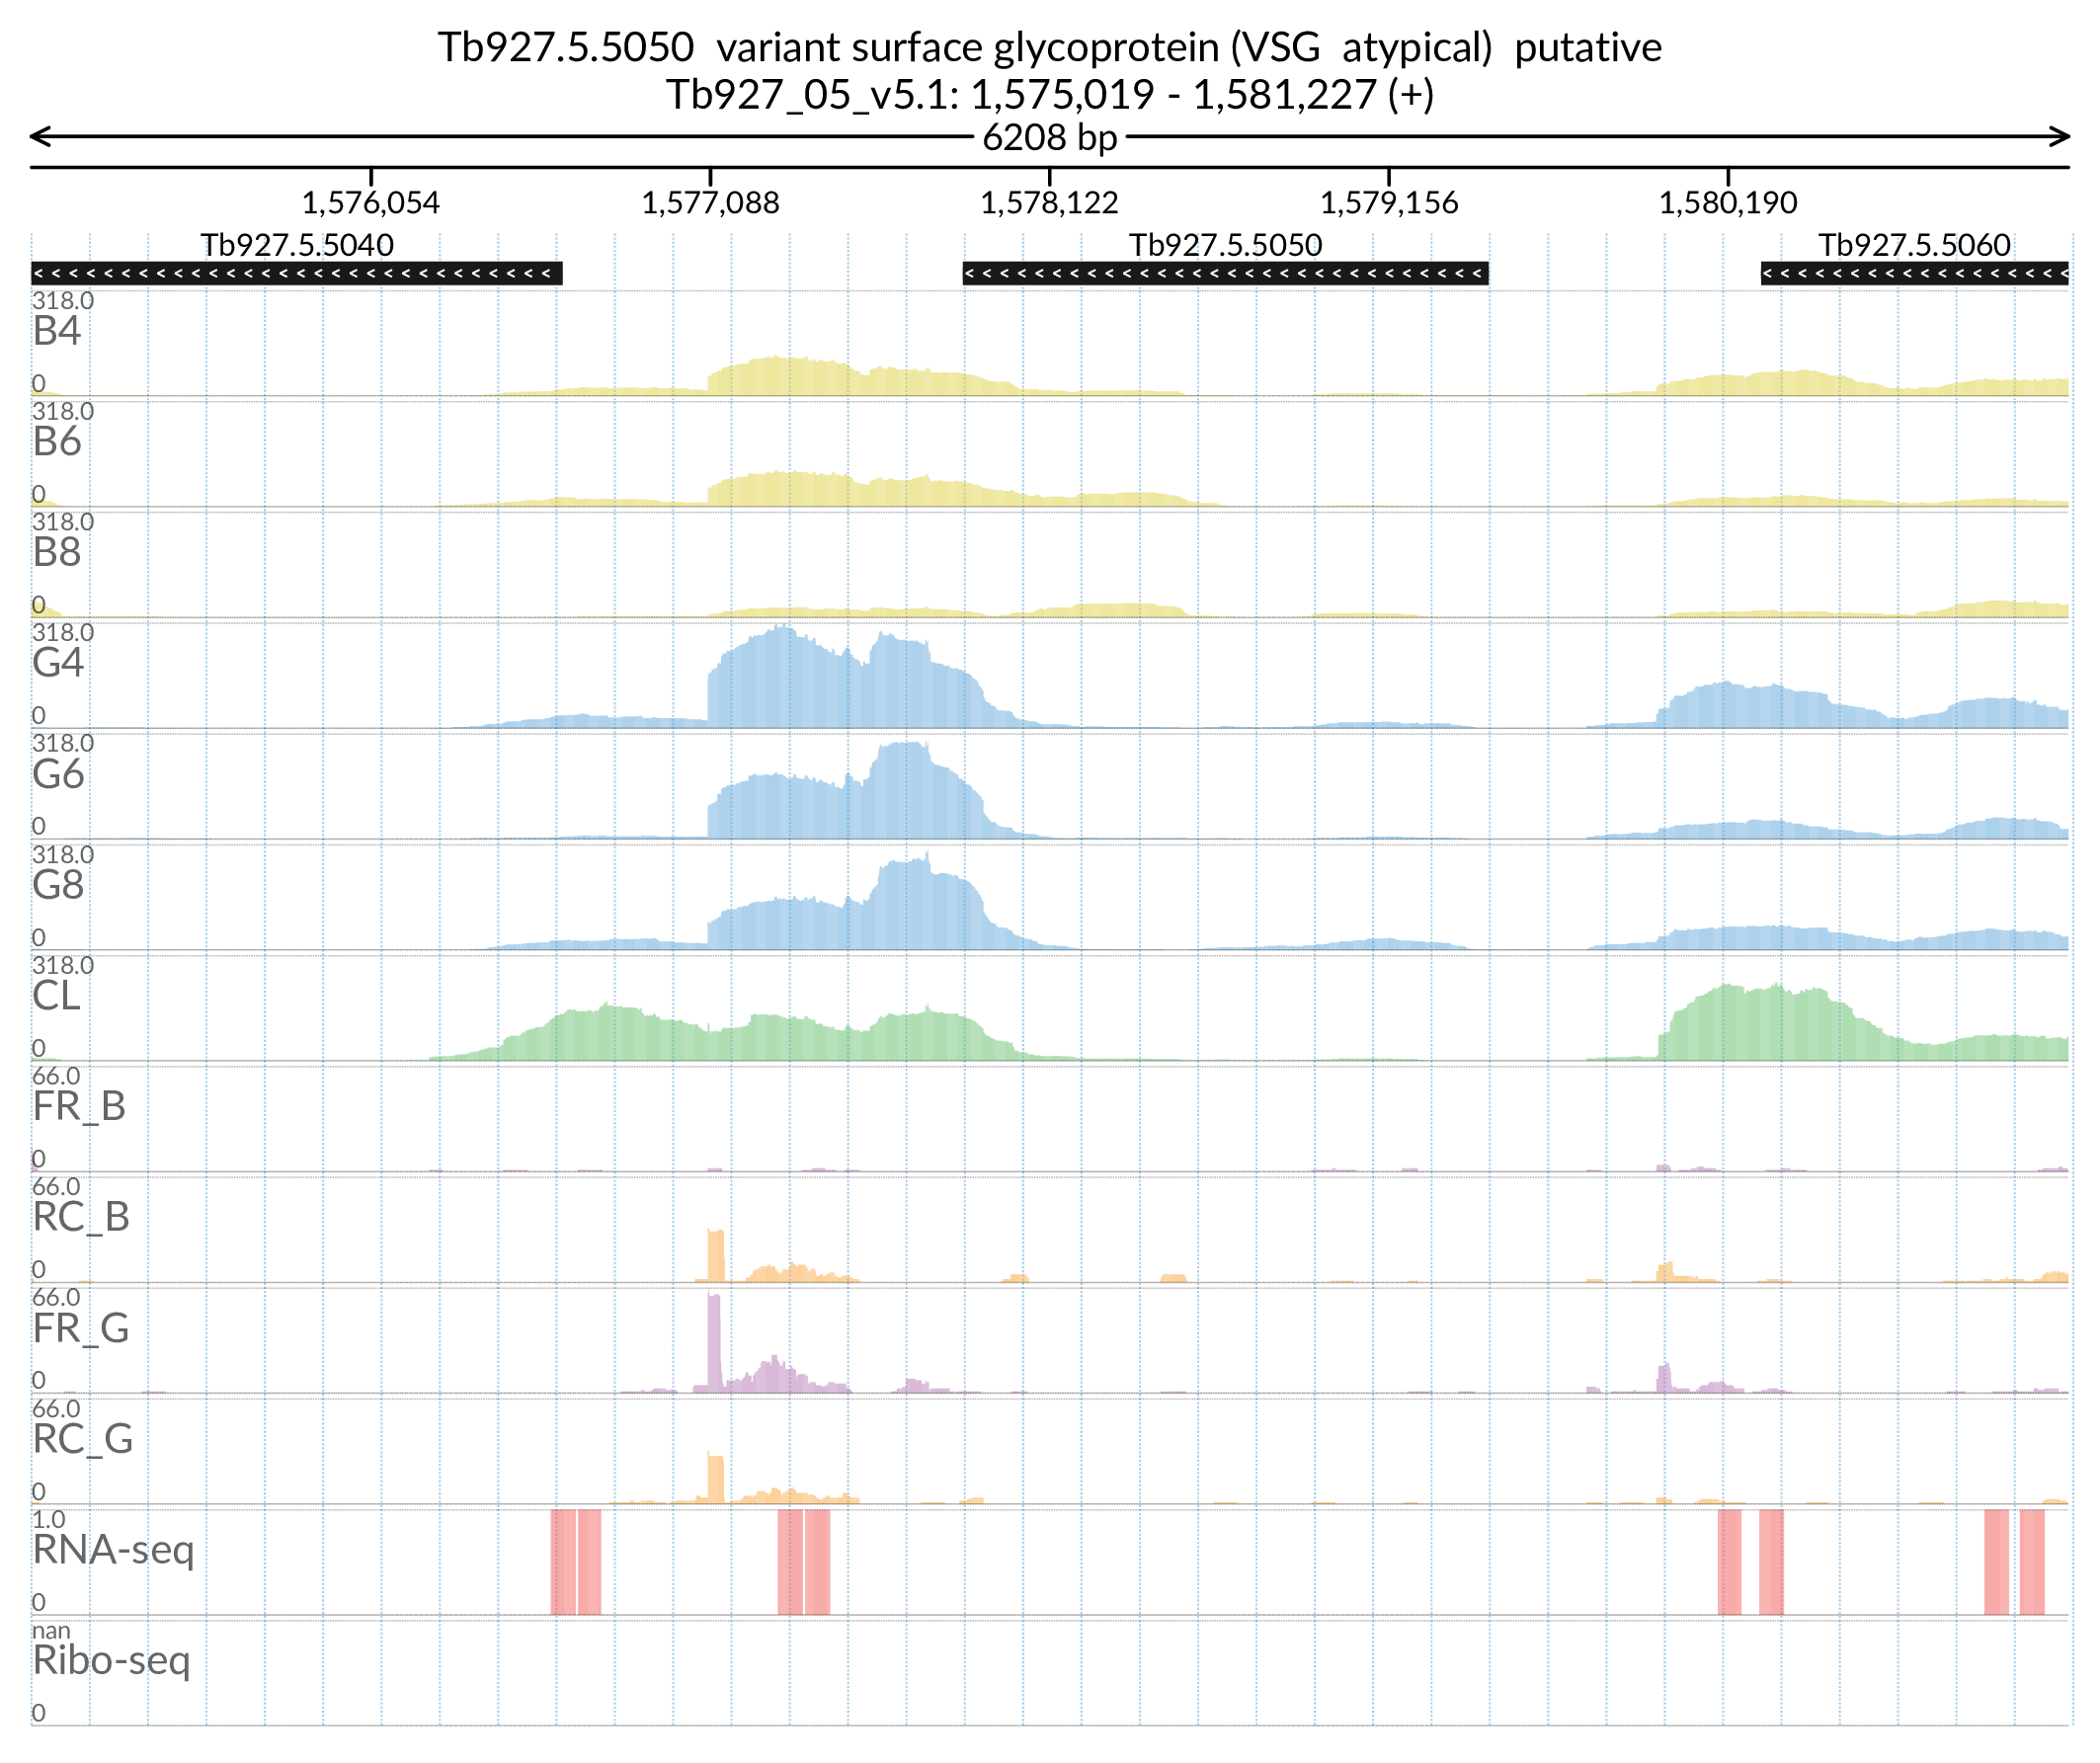 Tb927.5.5050 variant surface glycoprotein (VSG atypical) putative
Tb927_05_v5.1: 1,575,019 - 1,581,227 (+)
6208 bp
1,576,054 1,577,088 1,578,122 1,579,156 1,580,190
Tb927.5.5040 Tb927.5.5050 Tb927.5.5060
318.0
B4
0
318.0
B6
0
318.0
B8
0
318.0
G4
0
318.0
G6
0
318.0
G8
0
318.0
CL
0
66.0
FR_B
0
66.0
RC_B
0
66.0
FR_G
0
66.0
RC_G
0
1.0
RNA-seq
0
nan
Ribo-seq
0